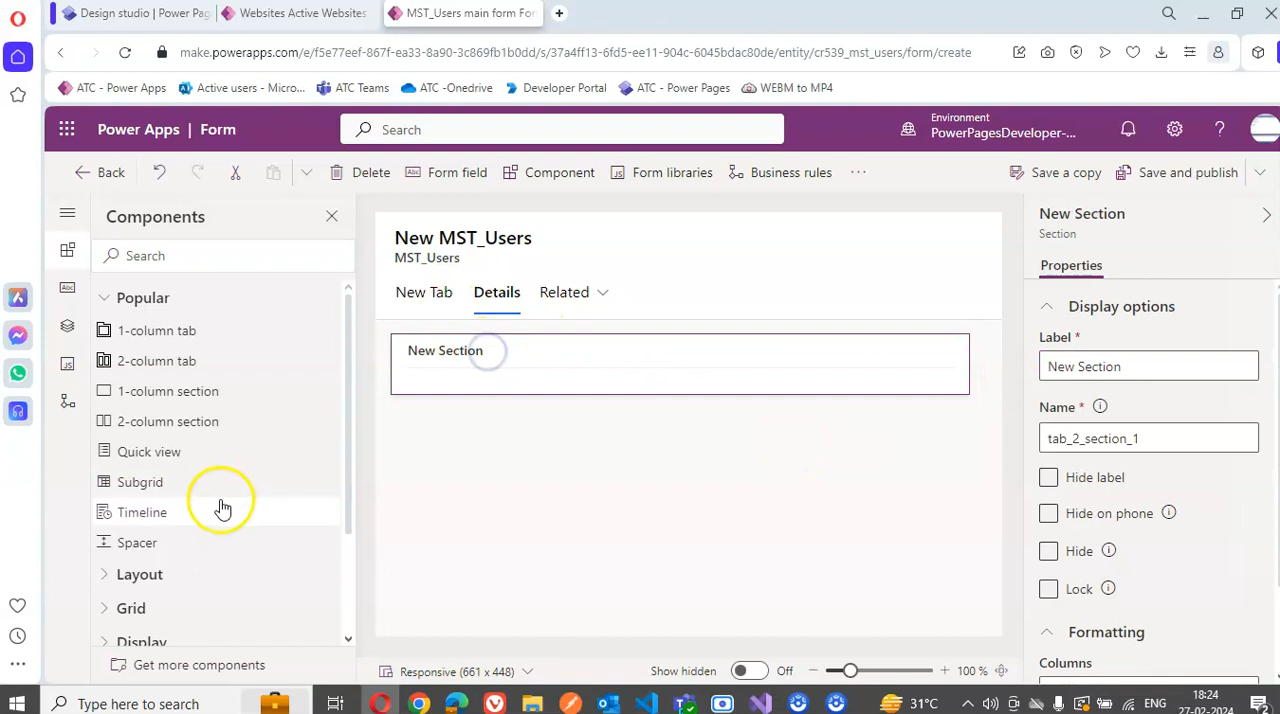 Design studio | Power Pag
Websites Active Websites
MST_Users main form For
make.powerapps.com/e/f5e77eef-867f-ea33-8a90-3c869fb1b0dd/s/37a4ff13-6fd5-ee11-904c-6045bdac80de/entity/cr539_mst_users/form/create
ATC - Power Apps
Active users - Micro...
ATC Teams
ATC -Onedrive
Developer Portal
ATC - Power Pages
WEBM to MP4
Power Apps | Form
Search
Environment
PowerPagesDeveloper-...
Back
Delete
Form field
Component
Form libraries
Business rules
Save a copy
Save and publish
Components
Search
Popular
1-column tab
2-column tab
1-column section
2-column section
Quick view
Subgrid
Timeline
Spacer
Layout
Grid
Display
Get more components
New MST_Users
MST_Users
New Tab
Details
Related
New Section
Responsive (661 x 448)
Show hidden
Off
100 %
New Section
Section
Properties
Display options
Label *
New Section
Name *
tab_2_section_1
Hide label
Hide on phone
Hide
Lock
Formatting
Columns
Type here to search
31°C
ENG
18:24
27-02-2024